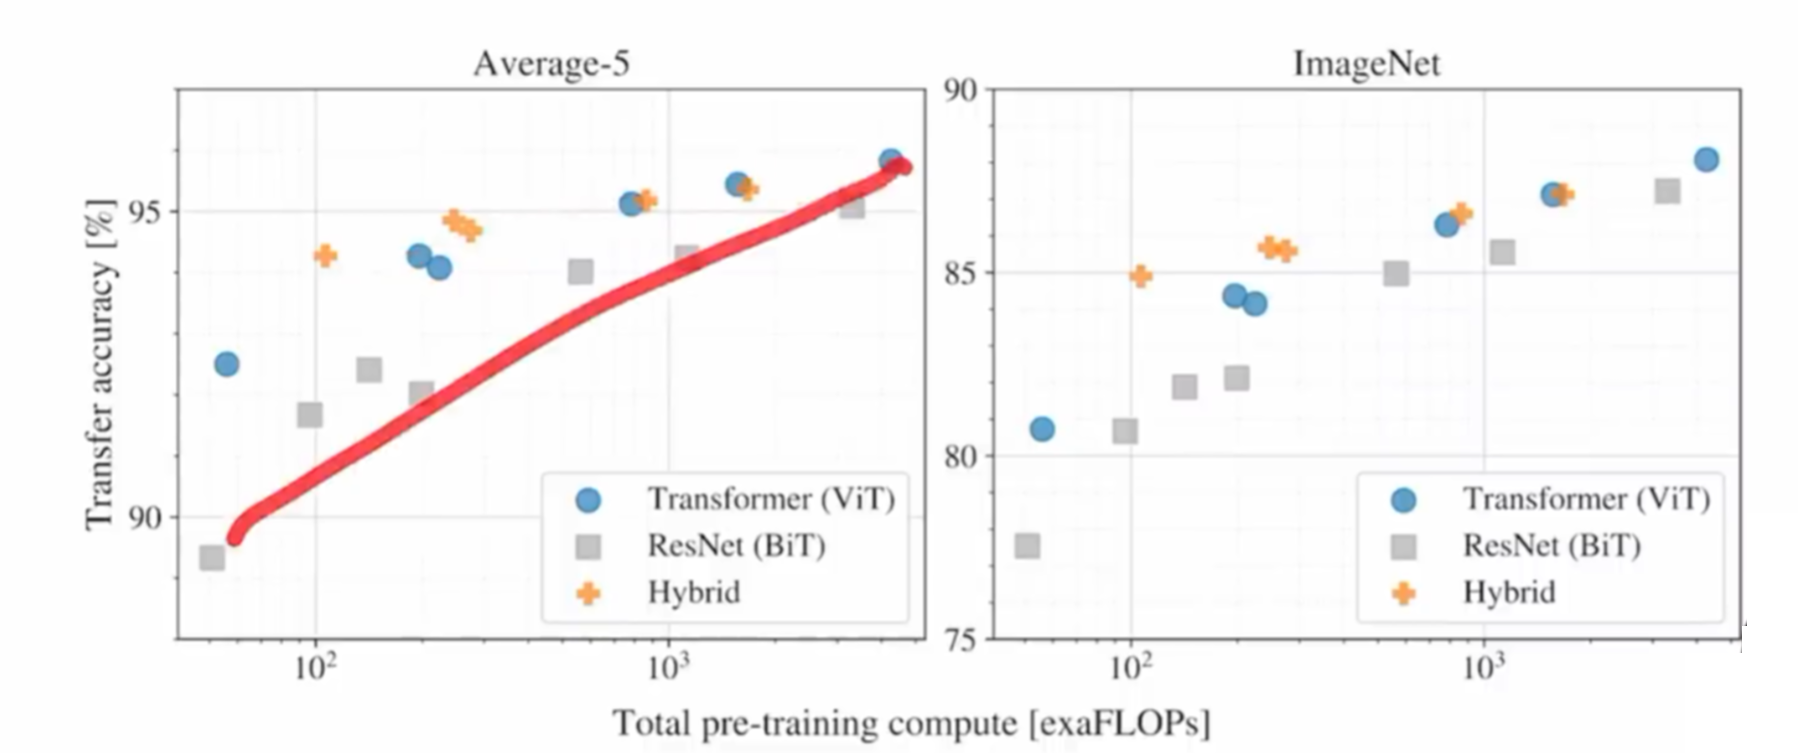 Average-5
ImageNet
Transfer accuracy [%]
95
90
Transformer (ViT)
ResNet (BiT)
Hybrid
10²
10³
90
85
80
75
Transformer (ViT)
ResNet (BiT)
Hybrid
10²
10³
Total pre-training compute [exaFLOPs]